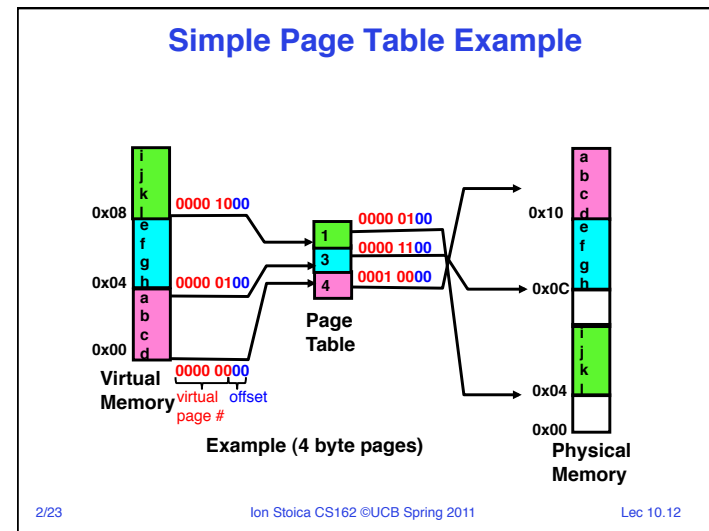 Simple Page Table Example
i
j
k
l
0x08
e
f
g
h
0x04
a
b
c
d
0x00
Virtual
Memory
0000 1000
0000 0100
0000 0000
virtual
page #
offset
1
3
4
Page
Table
0000 0100
0000 1100
0001 0000
a
b
c
d
0x10
e
f
g
h
0x0C
i
j
k
l
0x04
0x00
Physical
Memory
Example (4 byte pages)
2/23
Ion Stoica CS162 ©UCB Spring 2011
Lec 10.12